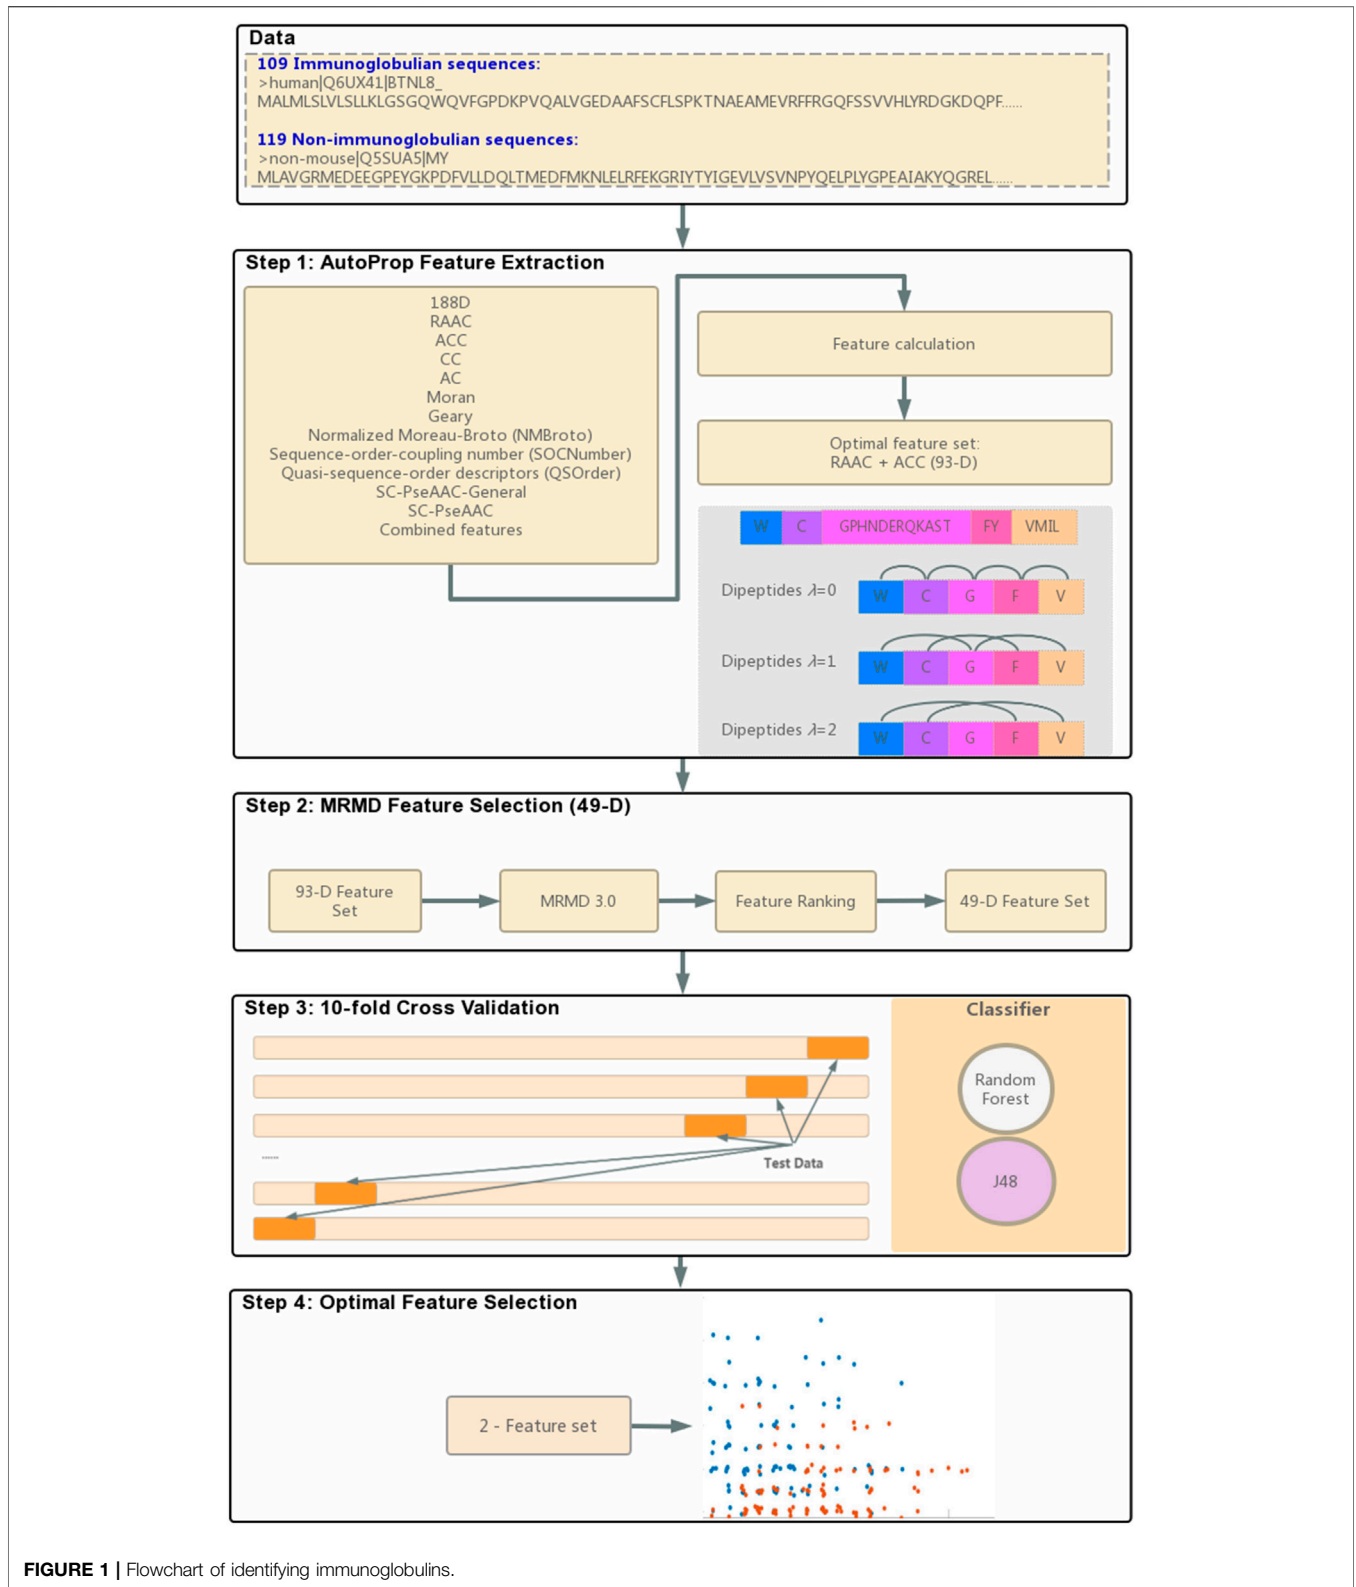 Data
109 Immunoglobulian sequences:
>human|Q6UX41|BTNL8_
MALMLSLVLSLLKLGSGQWQVFGPDKPVQALVGEDAAFSCFLSPKTNAEAMEVRFFRGQFSSVVHLYRDGKDQPF......
119 Non-immunoglobulian sequences:
>non-mouse|Q5SUA5|MY
MLAVGRMEDEEGPEYGKPDFVLLDQLTMEDFMKNLELRFEKGRIYTYIGEVLVSVNPYQELPLYGPEAIAKYQGREL......
Step 1: AutoProp Feature Extraction
188D
RAAC
ACC
CC
AC
Moran
Geary
Normalized Moreau-Broto (NMBroto)
Sequence-order-coupling number (SOCNumber)
Quasi-sequence-order descriptors (QSOrder)
SC-PseAAC-General
SC-PseAAC
Combined features
Feature calculation
Optimal feature set:
RAAC + ACC (93-D)
W C GPHNDERQKAST FY VMIL
Dipeptides λ=0 W C G F V
Dipeptides λ=1 W C G F V
Dipeptides λ=2 W C G F V
Step 2: MRMD Feature Selection (49-D)
93-D Feature
Set
MRMD 3.0
Feature Ranking
49-D Feature Set
Step 3: 10-fold Cross Validation
......
Test Data
Classifier
Random
Forest
J48
Step 4: Optimal Feature Selection
2 - Feature set
FIGURE 1 | Flowchart of identifying immunoglobulins.